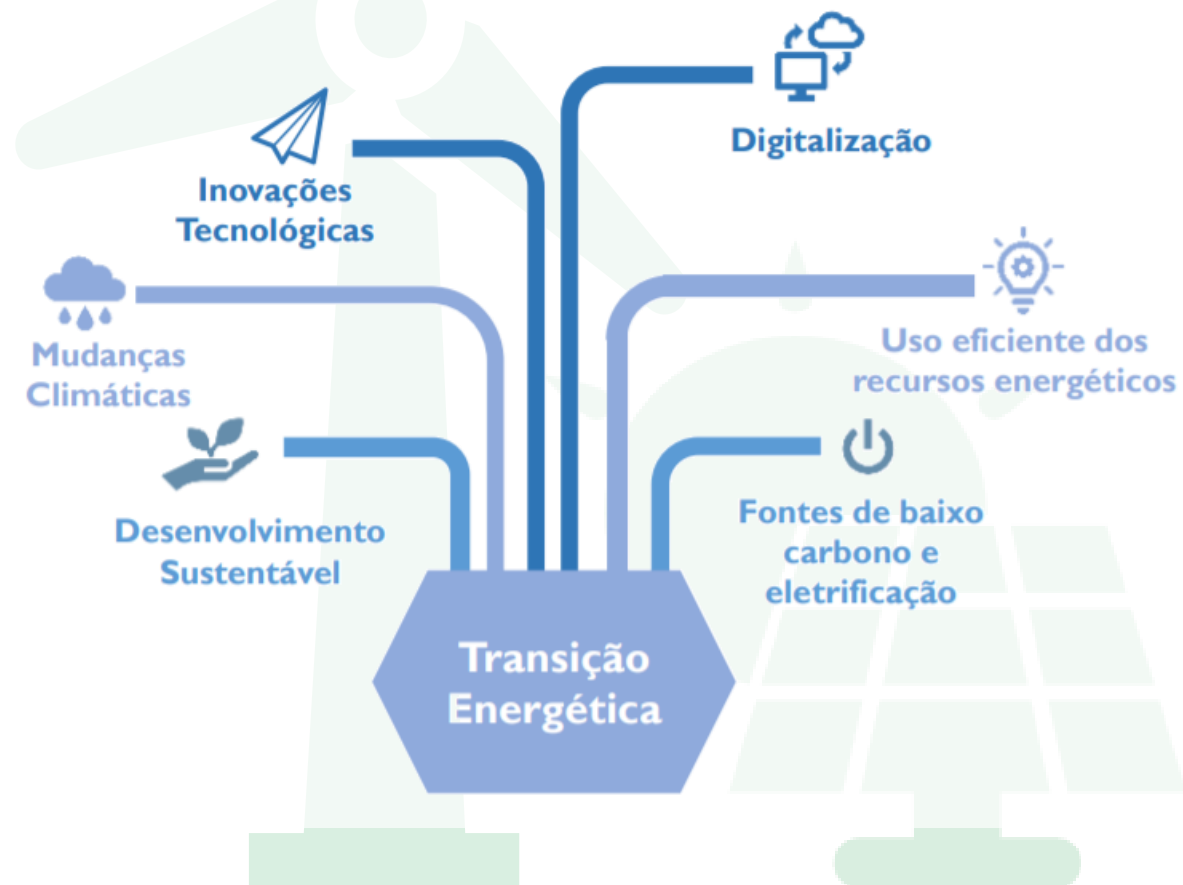 Digitalização
Inovações
Tecnológicas
Mudanças
Climáticas
Uso eficiente dos
recursos energéticos
Desenvolvimento
Sustentável
Fontes de baixo
carbono e
eletrificação
Transição
Energética